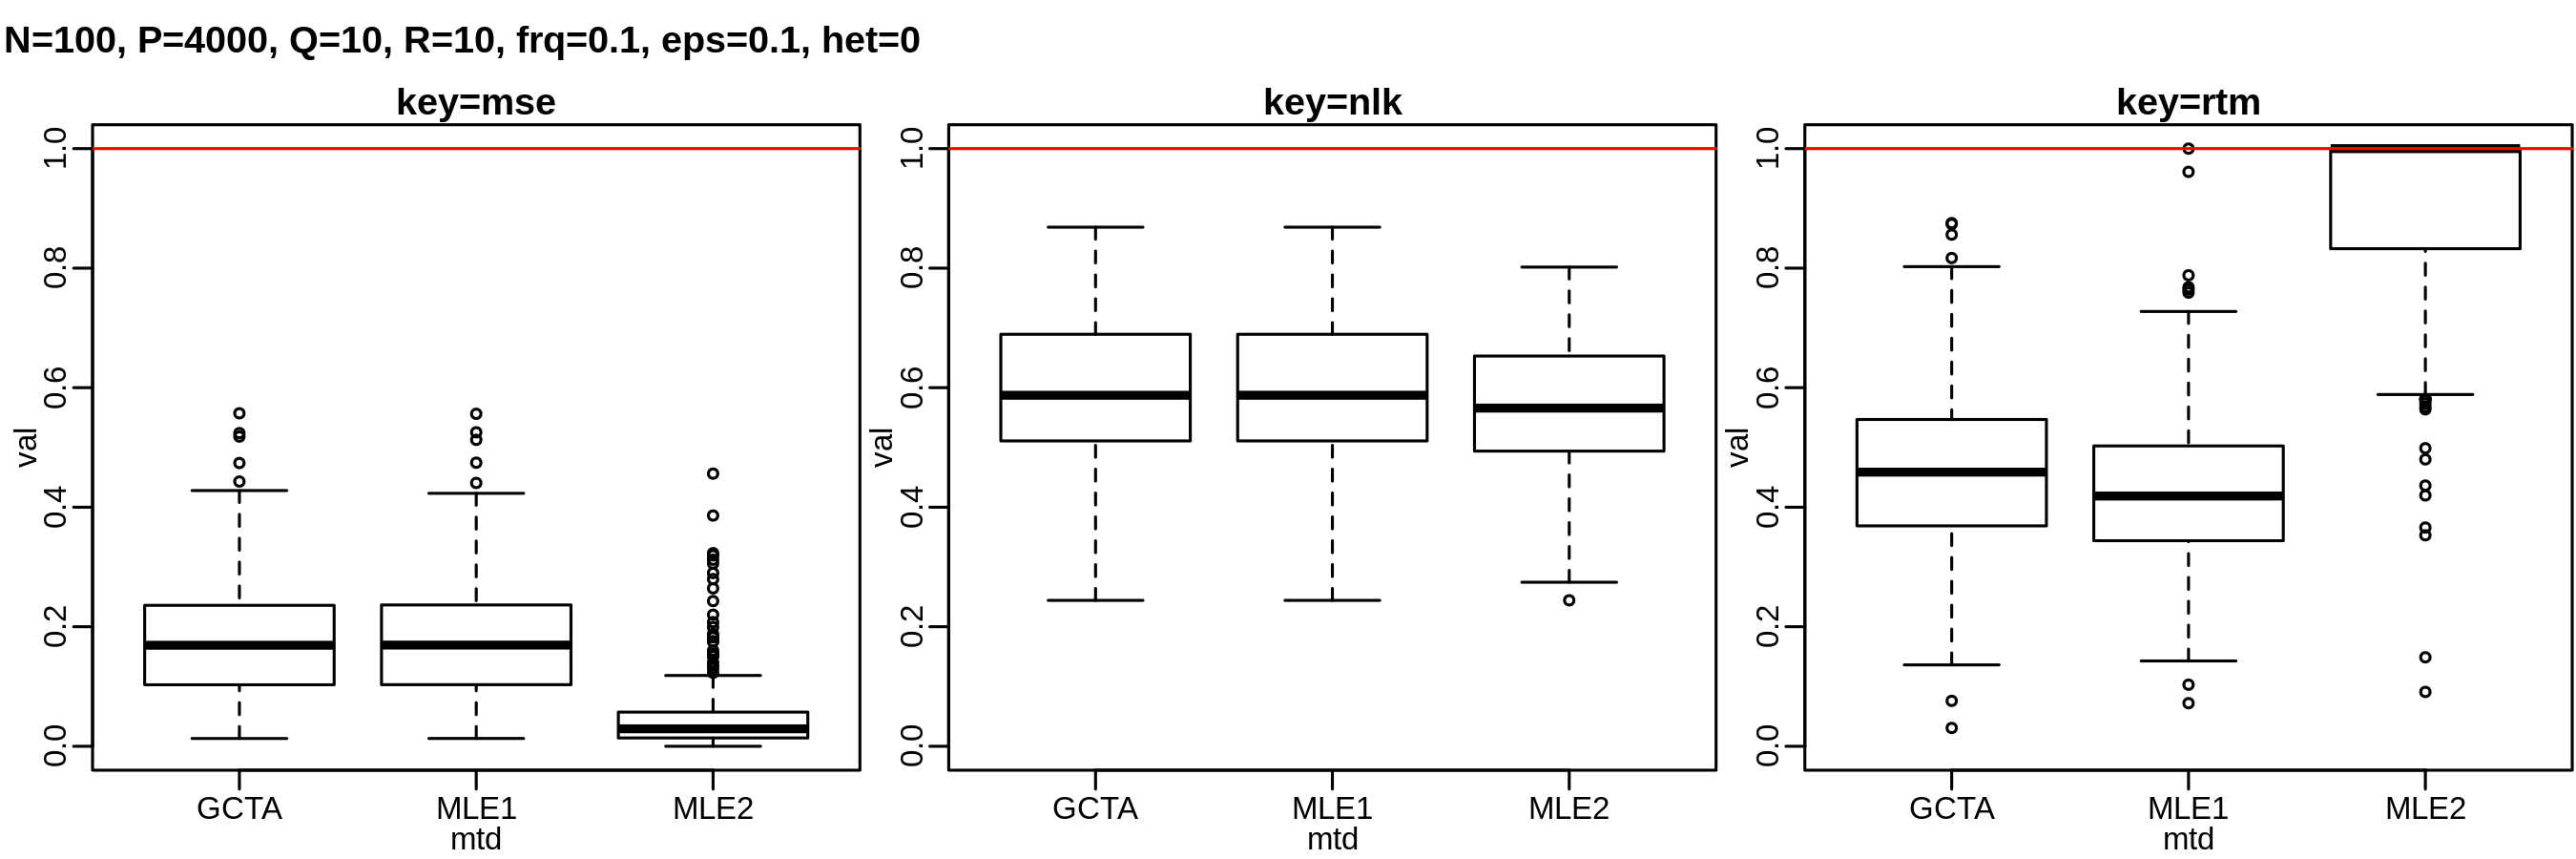 N=100, P=4000, Q=10, R=10, frq=0.1, eps=0.1, het=0
key=mse
val
1.0
0.8
0.6
0.4
0.2
0.0
GCTA MLE1 MLE2
mtd
key=nlk
val
1.0
0.8
0.6
0.4
0.2
0.0
GCTA MLE1 MLE2
mtd
key=rtm
val
1.0
0.8
0.6
0.4
0.2
0.0
GCTA MLE1 MLE2
mtd